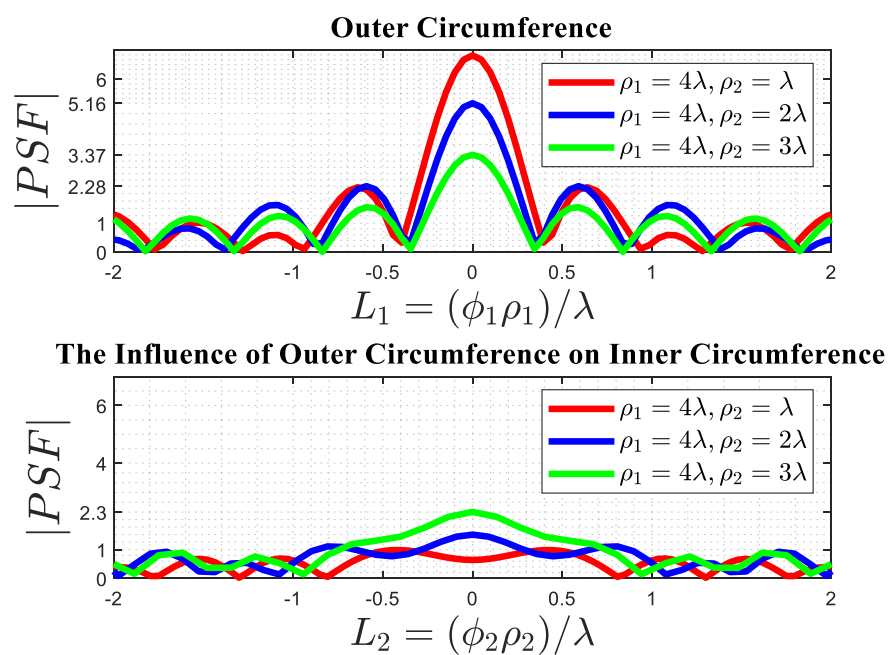 Outer Circumference
|PSF|
6
5.16
3.37
2.28
1
0
ρ₁ = 4λ, ρ₂ = λ
ρ₁ = 4λ, ρ₂ = 2λ
ρ₁ = 4λ, ρ₂ = 3λ
-2 -1 -0.5 0 0.5 1 2
L₁ = (ϕ₁ρ₁)/λ
The Influence of Outer Circumference on Inner Circumference
|PSF|
6
4
2.3
1
0
ρ₁ = 4λ, ρ₂ = λ
ρ₁ = 4λ, ρ₂ = 2λ
ρ₁ = 4λ, ρ₂ = 3λ
-2 -1 -0.5 0 0.5 1 2
L₂ = (ϕ₂ρ₂)/λ